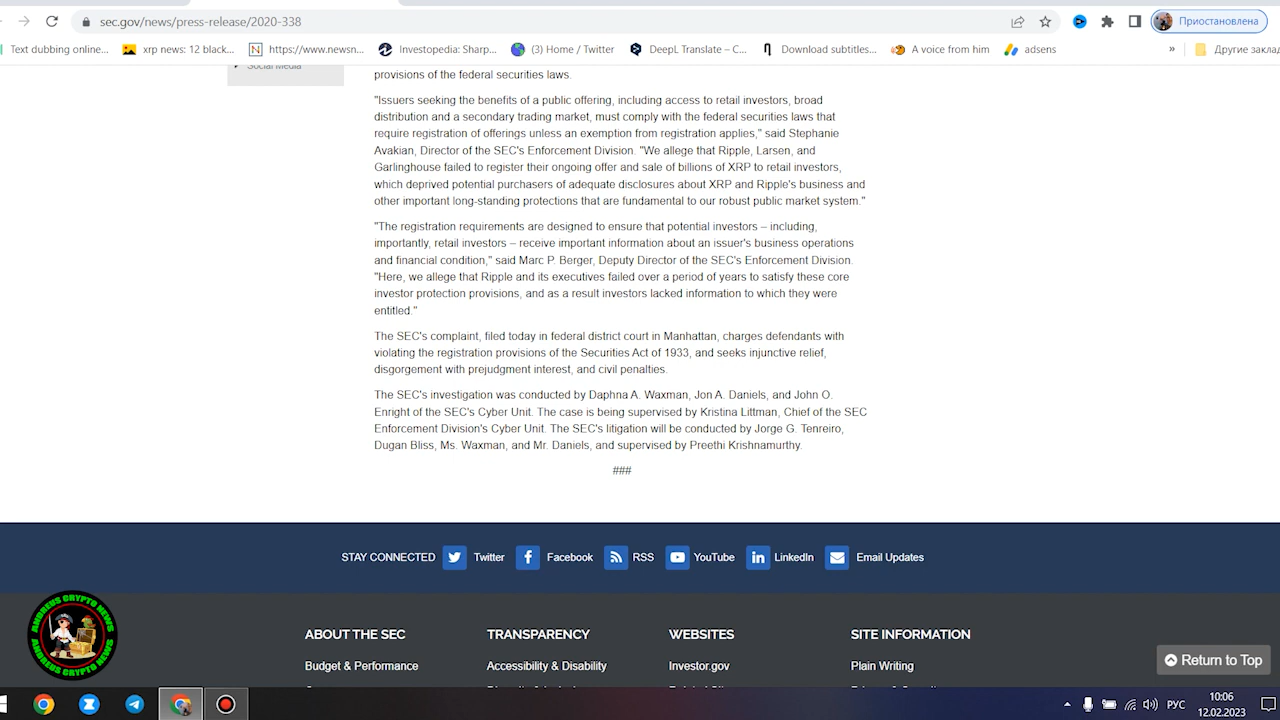 sec.gov/news/press-release/2020-338
Приостановлена
Text dubbing online...
xrp news: 12 black...
https://www.newsn...
Investopedia: Sharp...
(3) Home / Twitter
DeepL Translate – C...
Download subtitles...
A voice from him
adsens
»
Другие заклад
Social Media
provisions of the federal securities laws.
"Issuers seeking the benefits of a public offering, including access to retail investors, broad
distribution and a secondary trading market, must comply with the federal securities laws that
require registration of offerings unless an exemption from registration applies," said Stephanie
Avakian, Director of the SEC's Enforcement Division. "We allege that Ripple, Larsen, and
Garlinghouse failed to register their ongoing offer and sale of billions of XRP to retail investors,
which deprived potential purchasers of adequate disclosures about XRP and Ripple's business and
other important long-standing protections that are fundamental to our robust public market system."
"The registration requirements are designed to ensure that potential investors – including,
importantly, retail investors – receive important information about an issuer's business operations
and financial condition," said Marc P. Berger, Deputy Director of the SEC's Enforcement Division.
"Here, we allege that Ripple and its executives failed over a period of years to satisfy these core
investor protection provisions, and as a result investors lacked information to which they were
entitled."
The SEC's complaint, filed today in federal district court in Manhattan, charges defendants with
violating the registration provisions of the Securities Act of 1933, and seeks injunctive relief,
disgorgement with prejudgment interest, and civil penalties.
The SEC's investigation was conducted by Daphna A. Waxman, Jon A. Daniels, and John O.
Enright of the SEC's Cyber Unit. The case is being supervised by Kristina Littman, Chief of the SEC
Enforcement Division's Cyber Unit. The SEC's litigation will be conducted by Jorge G. Tenreiro,
Dugan Bliss, Ms. Waxman, and Mr. Daniels, and supervised by Preethi Krishnamurthy.
###
STAY CONNECTED Twitter Facebook RSS YouTube LinkedIn Email Updates
ANDREUS CRYPTO NEWS
ANDREUS CRYPTO NEWS
ABOUT THE SEC
TRANSPARENCY
WEBSITES
SITE INFORMATION
Budget & Performance
Accessibility & Disability
Investor.gov
Plain Writing
Return to Top
РУС
10:06
12.02.2023